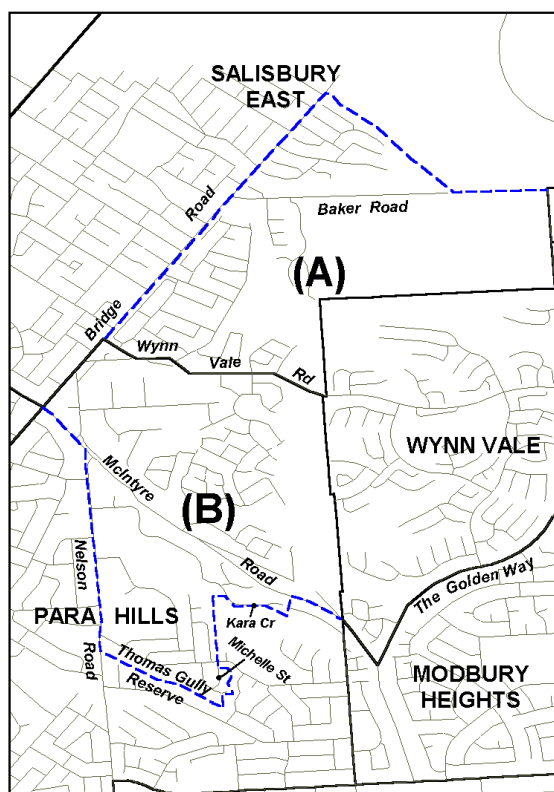 SALISBURY
EAST
Road
Baker Road
(A)
Bridge
Wynn
Vale
Rd
WYNN VALE
McIntyre
(B)
Road
Nelson
The Golden Way
PARA HILLS
Kara Cr
Michelle St
Road
Thomas Gully
Reserve
MODBURY
HEIGHTS